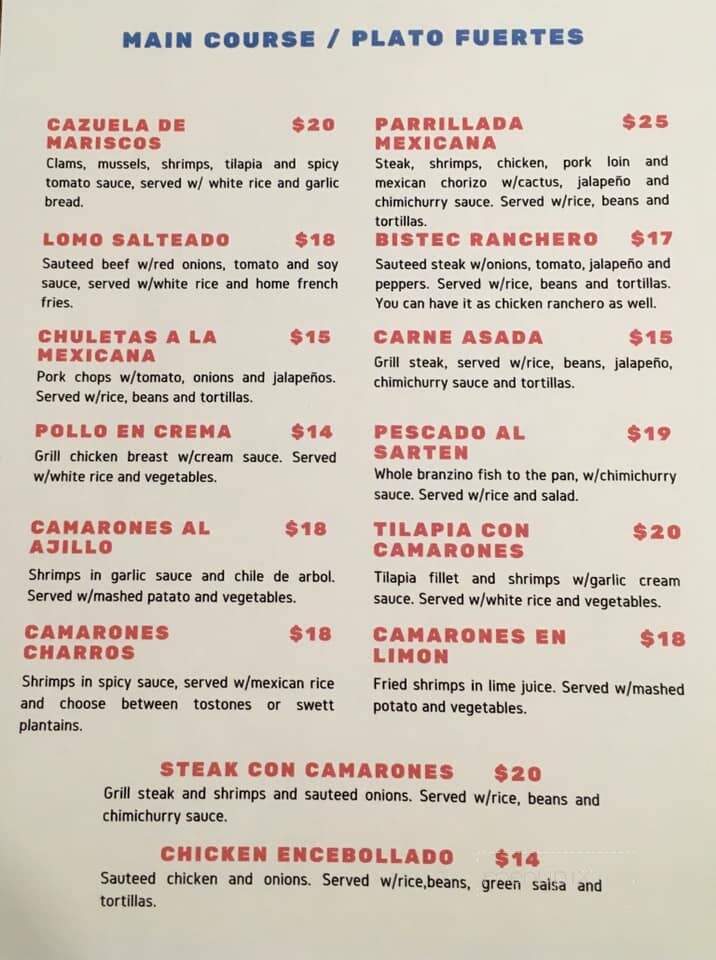 MAIN COURSE / PLATO FUERTES
CAZUELA DE MARISCOS $20
Clams, mussels, shrimps, tilapia and spicy
tomato sauce, served w/ white rice and garlic
bread.
LOMO SALTEADO $18
Sauteed beef w/red onions, tomato and soy
sauce, served w/white rice and home french
fries.
CHULETAS A LA MEXICANA $15
Pork chops w/tomato, onions and jalapeños.
Served w/rice, beans and tortillas.
POLLO EN CREMA $14
Grill chicken breast w/cream sauce. Served
w/white rice and vegetables.
CAMARONES AL AJILLO $18
Shrimps in garlic sauce and chile de arbol.
Served w/mashed patato and vegetables.
CAMARONES CHARROS $18
Shrimps in spicy sauce, served w/mexican rice
and choose between tostones or swett
plantains.
PARRILLADA MEXICANA $25
Steak, shrimps, chicken, pork loin and
mexican chorizo w/cactus, jalapeño and
chimichurry sauce. Served w/rice, beans and
tortillas.
BISTEC RANCHERO $17
Sauteed steak w/onions, tomato, jalapeño and
peppers. Served w/rice, beans and tortillas.
You can have it as chicken ranchero as well.
CARNE ASADA $15
Grill steak, served w/rice, beans, jalapeño,
chimichurry sauce and tortillas.
PESCADO AL SARTEN $19
Whole branzino fish to the pan, w/chimichurry
sauce. Served w/rice and salad.
TILAPIA CON CAMARONES $20
Tilapia fillet and shrimps w/garlic cream
sauce. Served w/white rice and vegetables.
CAMARONES EN LIMON $18
Fried shrimps in lime juice. Served w/mashed
potato and vegetables.
STEAK CON CAMARONES $20
Grill steak and shrimps and sauteed onions. Served w/rice, beans and
chimichurry sauce.
CHICKEN ENCEBOLLADO $14
Sauteed chicken and onions. Served w/rice,beans, green salsa and
tortillas.